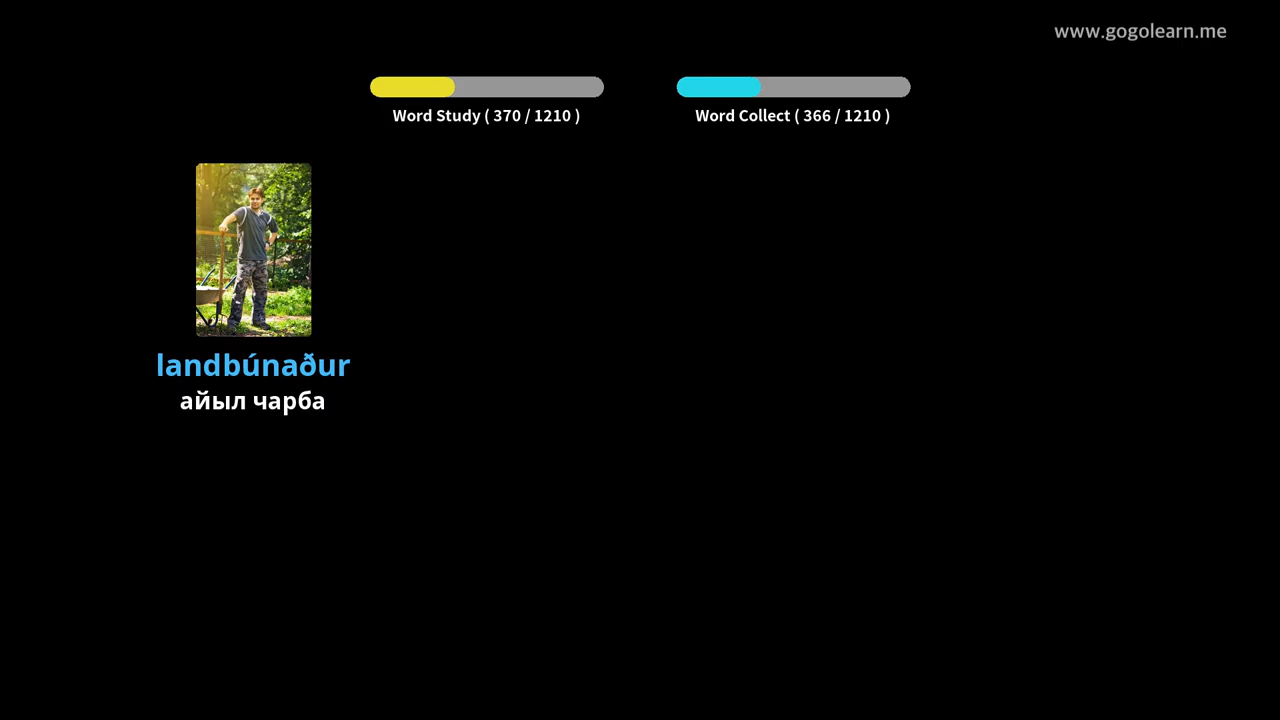 www.gogolearn.me
Word Study ( 370 / 1210 )
Word Collect ( 366 / 1210 )
landbúnaður
айыл чарба